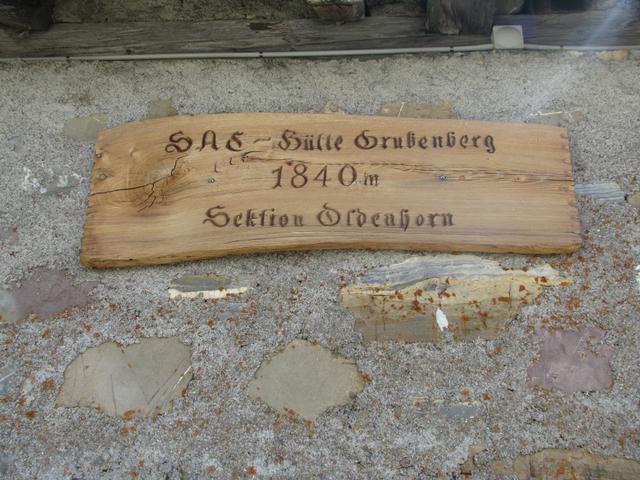 SAC - Hütte Grubenberg
1840 m
Sektion Oldenhorn